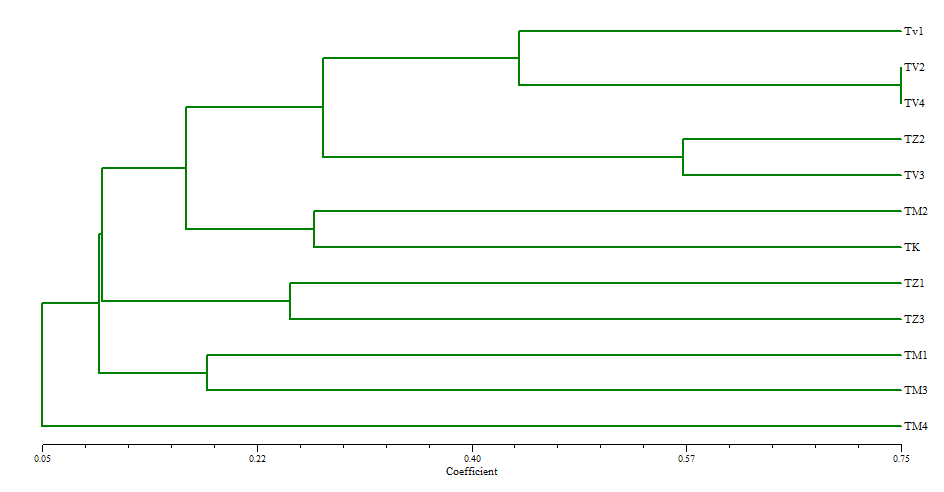 Tv1
TV2
TV4
TZ2
TV3
TM2
TK
TZ1
TZ3
TM1
TM3
TM4
0.05 0.22 0.40 0.57 0.75
Coefficient